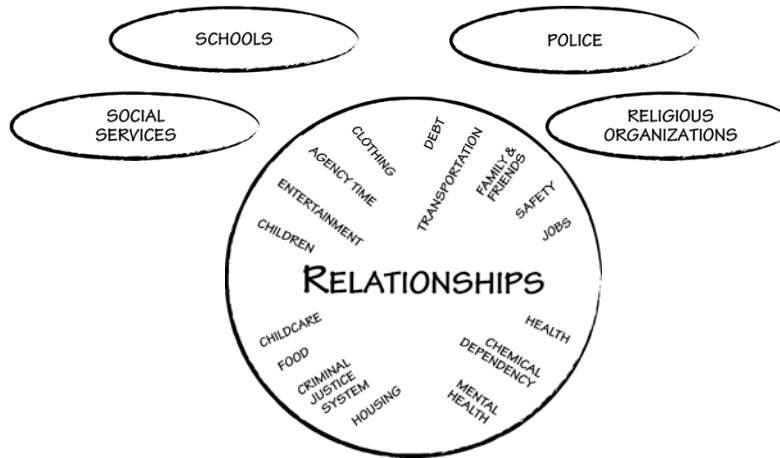 SCHOOLS
POLICE
SOCIAL
SERVICES
RELIGIOUS
ORGANIZATIONS
CLOTHING
DEBT
AGENCY TIME
TRANSPORTATION
FAMILY &
FRIENDS
ENTERTAINMENT
SAFETY
CHILDREN
JOBS
RELATIONSHIPS
CHILDCARE
HEALTH
FOOD
CHEMICAL
DEPENDENCY
CRIMINAL
JUSTICE
SYSTEM
HOUSING
MENTAL
HEALTH